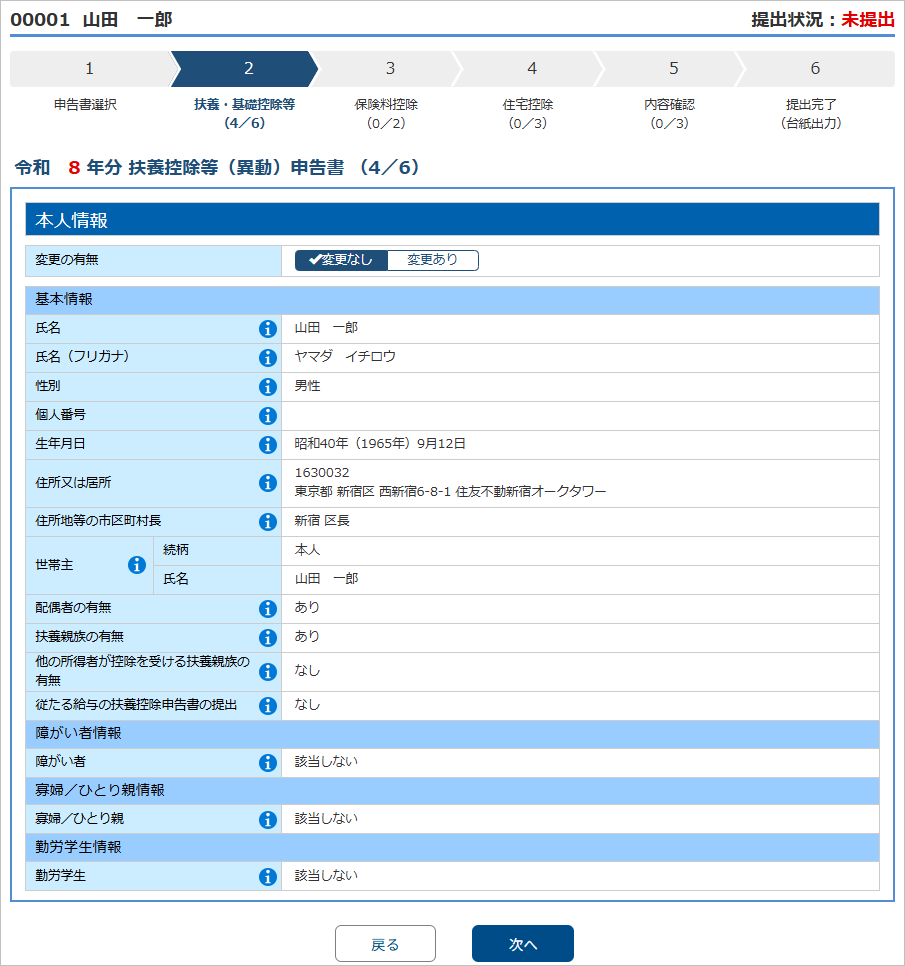 00001 山田　一郎
提出状況：未提出
1 2 3 4 5 6
申告書選択
扶養・基礎控除等
（4／6）
保険料控除
（0／2）
住宅控除
（0／3）
内容確認
（0／3）
提出完了
（台紙出力）
令和　8 年分 扶養控除等（異動）申告書 （4／6）
本人情報
変更の有無 ✔変更なし 変更あり
基本情報
氏名 山田　一郎
氏名（フリガナ） ヤマダ　イチロウ
性別 男性
個人番号
生年月日 昭和40年（1965年）9月12日
住所又は居所
1630032
東京都 新宿区 西新宿6-8-1 住友不動新宿オークタワー
住所地等の市区町村長 新宿 区長
世帯主
続柄 本人
氏名 山田　一郎
配偶者の有無 あり
扶養親族の有無 あり
他の所得者が控除を受ける扶養親族の
有無
なし
従たる給与の扶養控除申告書の提出 なし
障がい者情報
障がい者 該当しない
寡婦／ひとり親情報
寡婦／ひとり親 該当しない
勤労学生情報
勤労学生 該当しない
戻る 次へ